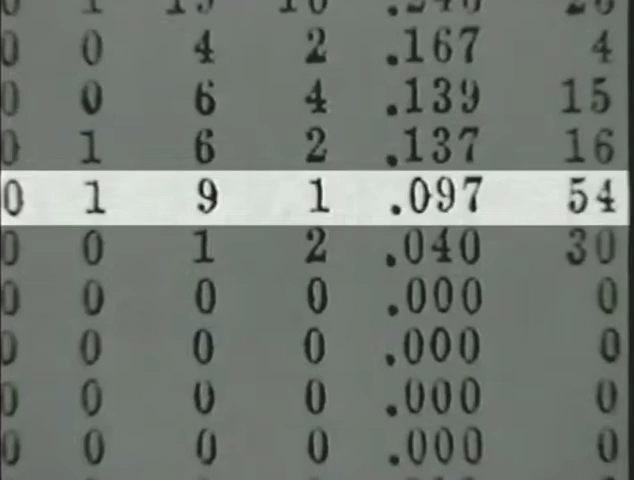 0 0 4 2 .167 4
0 0 6 4 .139 15
0 1 6 2 .137 16
0 1 9 1 .097 54
0 0 1 2 .040 30
0 0 0 0 .000 0
0 0 0 0 .000 0
0 0 0 0 .000 0
0 0 0 0 .000 0